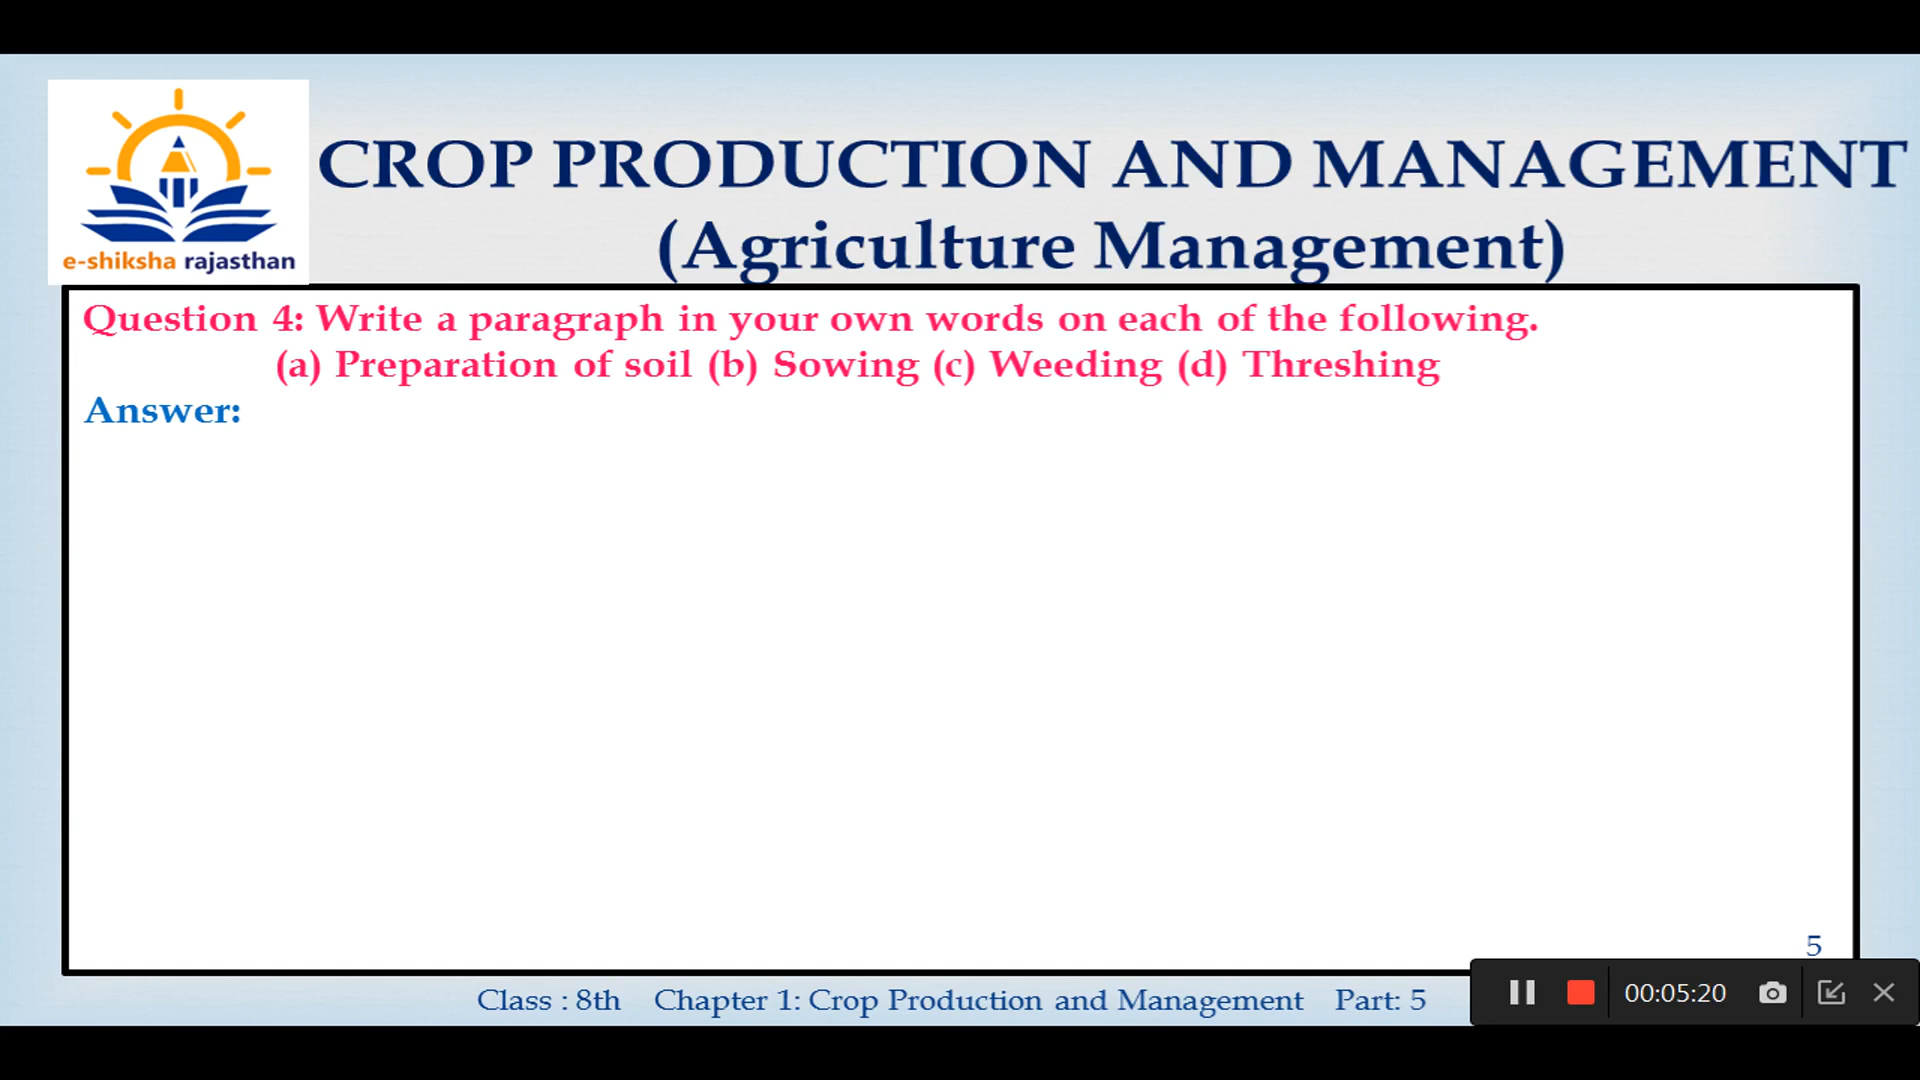 e-shiksha rajasthan
CROP PRODUCTION AND MANAGEMENT
(Agriculture Management)
Question 4: Write a paragraph in your own words on each of the following.
(a) Preparation of soil (b) Sowing (c) Weeding (d) Threshing
Answer:
5
Class : 8th Chapter 1: Crop Production and Management Part: 5
00:05:20